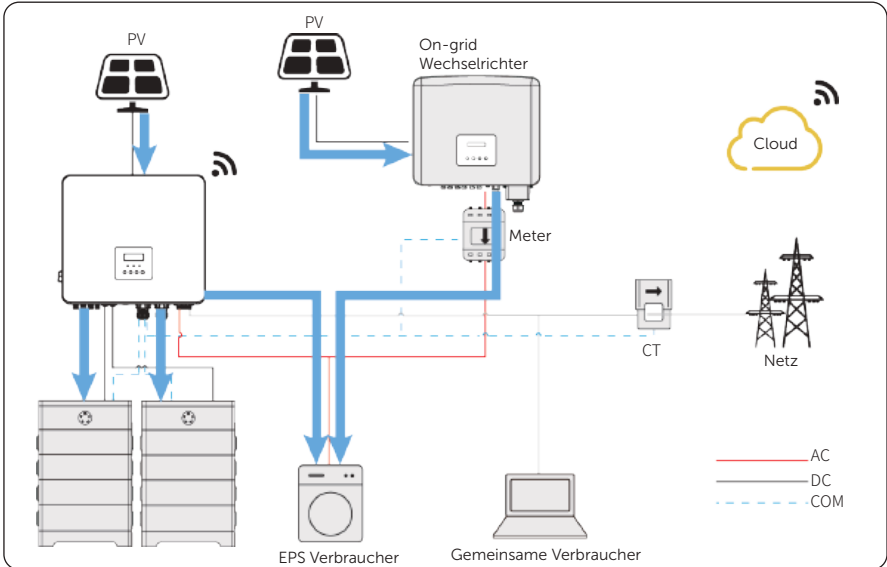 PV
PV
On-grid
Wechselrichter
Cloud
Meter
CT
Netz
AC
DC
COM
EPS Verbraucher
Gemeinsame Verbraucher